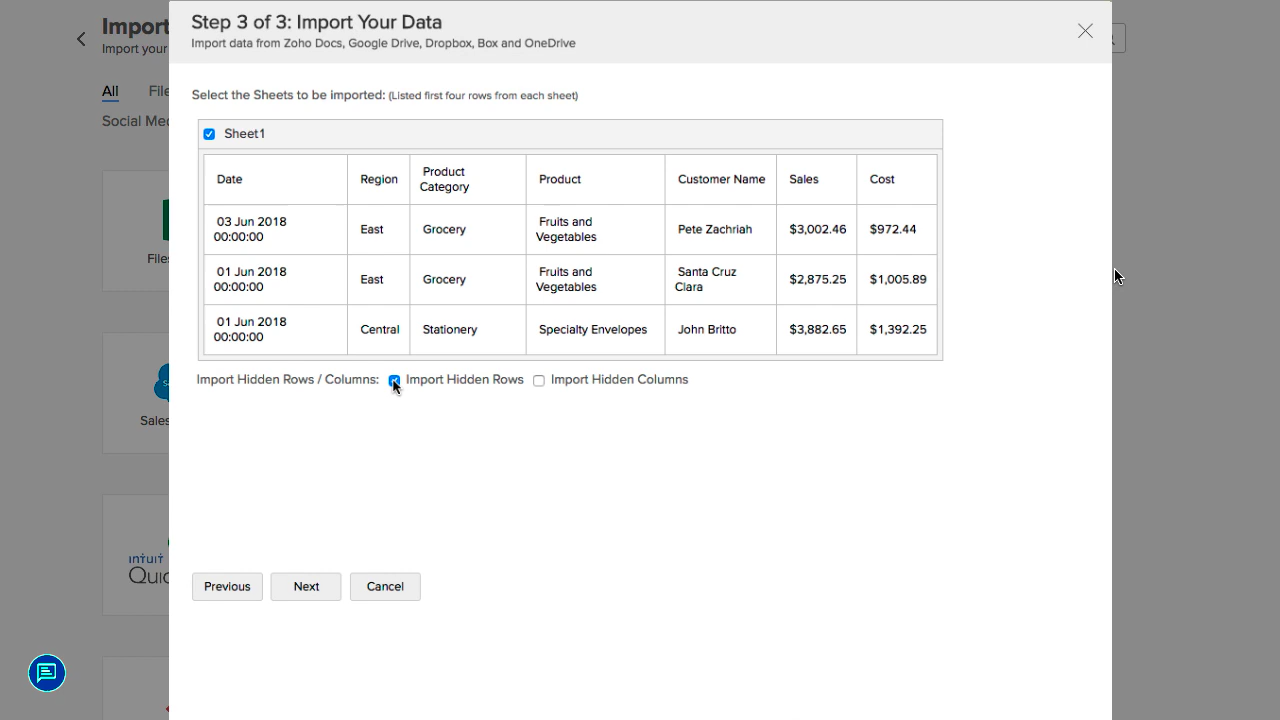 Import
Import your
Step 3 of 3: Import Your Data
Import data from Zoho Docs, Google Drive, Dropbox, Box and OneDrive
All
Social
Select the Sheets to be imported: (Listed first four rows from each sheet)
Sheet1
Date Region Product Category Product Customer Name Sales Cost
03 Jun 2018 00:00:00 East Grocery Fruits and Vegetables Pete Zachriah $3,002.46 $972.44
01 Jun 2018 00:00:00 East Grocery Fruits and Vegetables Santa Cruz Clara $2,875.25 $1,005.89
01 Jun 2018 00:00:00 Central Stationery Specialty Envelopes John Britto $3,882.65 $1,392.25
Import Hidden Rows / Columns: Import Hidden Rows Import Hidden Columns
Files
Sales
intuit
Previous Next Cancel